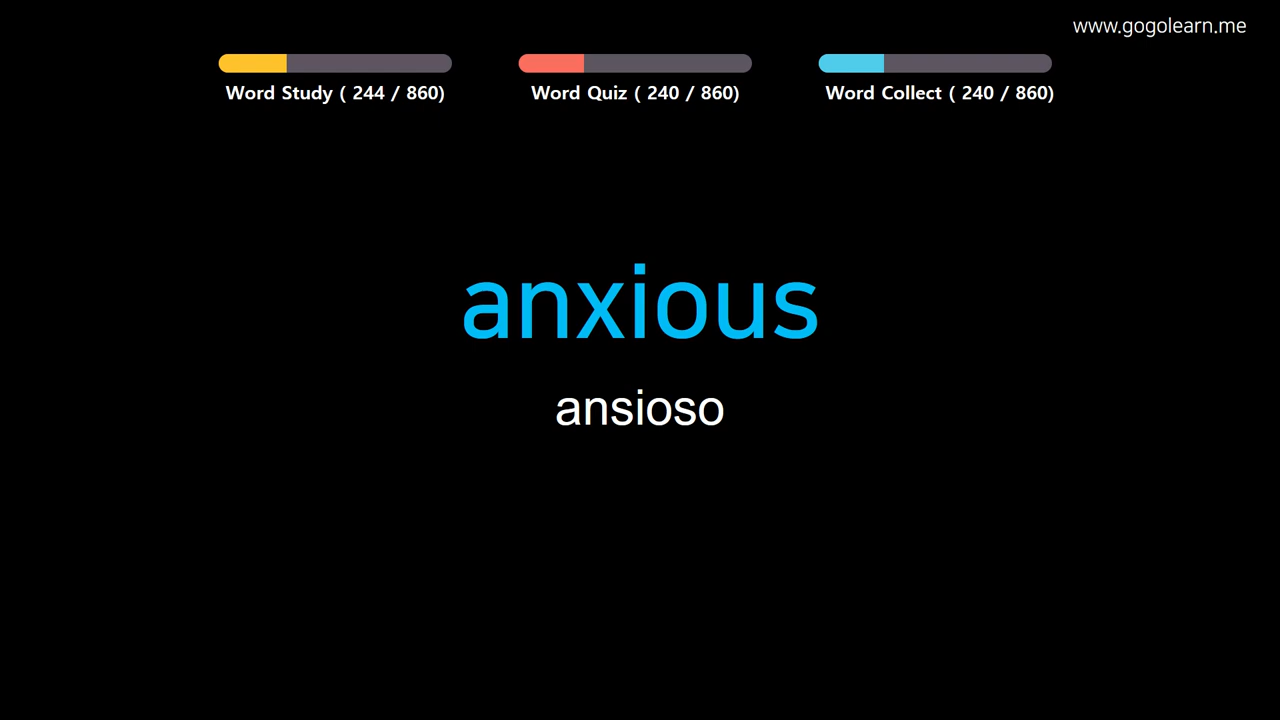 www.gogolearn.me
Word Study ( 244 / 860)
Word Quiz ( 240 / 860)
Word Collect ( 240 / 860)
anxious
ansioso